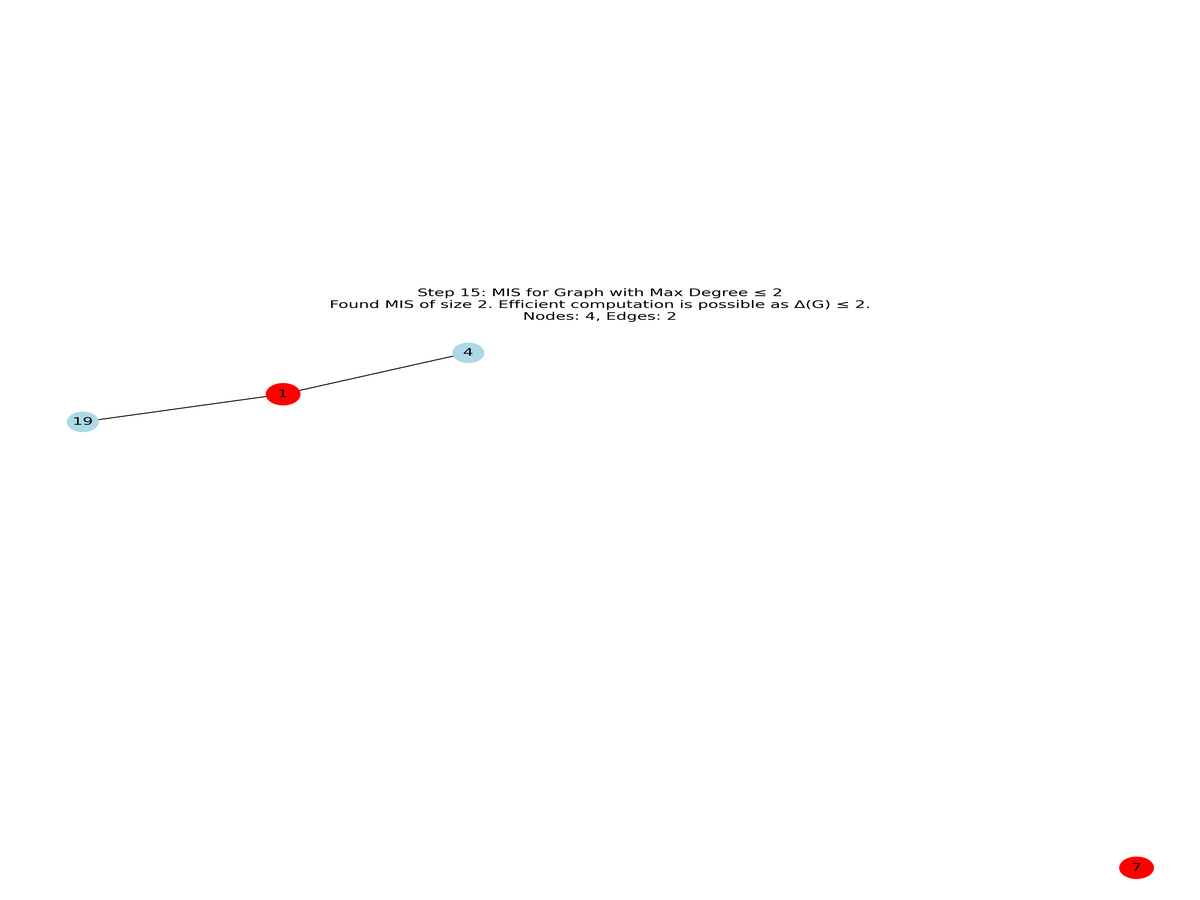 Step 15: MIS for Graph with Max Degree ≤ 2
Found MIS of size 2. Efficient computation is possible as Δ(G) ≤ 2.
Nodes: 4, Edges: 2
4
1
19
7